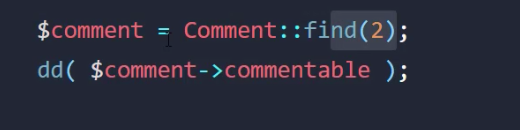 $comment = Comment::find(2);
dd( $comment->commentable );